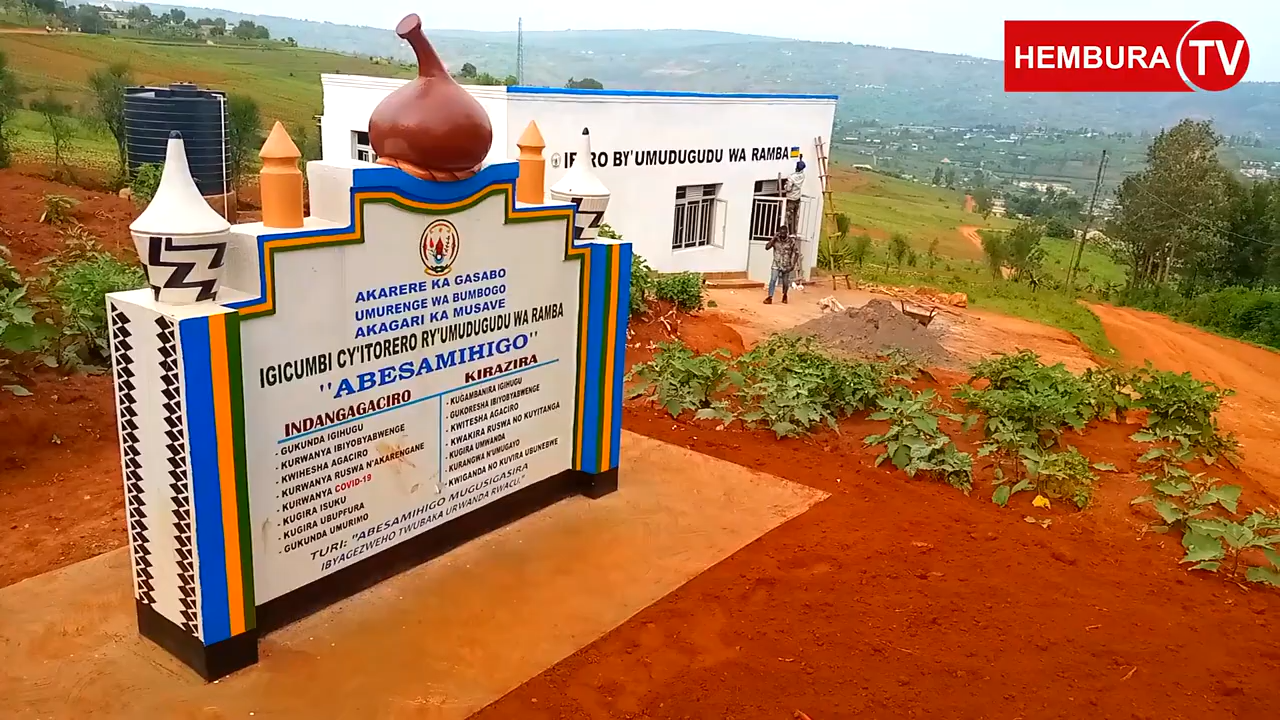 HEMBURA TV
BY'UMUDUGUDU WA RAMBA
AKARERE KA GASABO
UMURENGE WA BUMBOGO
AKAGARI KA MUSAVE
IGICUMBI CY'ITORERO RY'UMUDUGUDU WA RAMBA
"ABESAMIHIGO"
INDANGAGACIRO
- GUKUNDA IGIHUGU
- KURWANYA IBIYOBYABWENGE
- KWIHESHA AGACIRO
- KURWANYA RUSWA N'AKARENGANE
- KURWANYA COVID-19
- KUGIRA ISUKU
- KUGIRA UBUPFURA
- GUKUNDA UMURIMO
KIRAZIRA
- KUGAMBANIRA IGIHUGU
- GUKORESHA IBIYOBYABWENGE
- KWITESHA AGACIRO
- KWAKIRA RUSWA NO KUYITANGA
- KUGIRA UMWANDA
- KURANGWA N'UMUGAYO
- KWIGANDA NO KUVIRA UBUNEBWE
TURI: "ABESAMIHIGO MUGUSIGASIRA
IBYAGEZWEHO TWUBAKA URWANDA RWACU,"